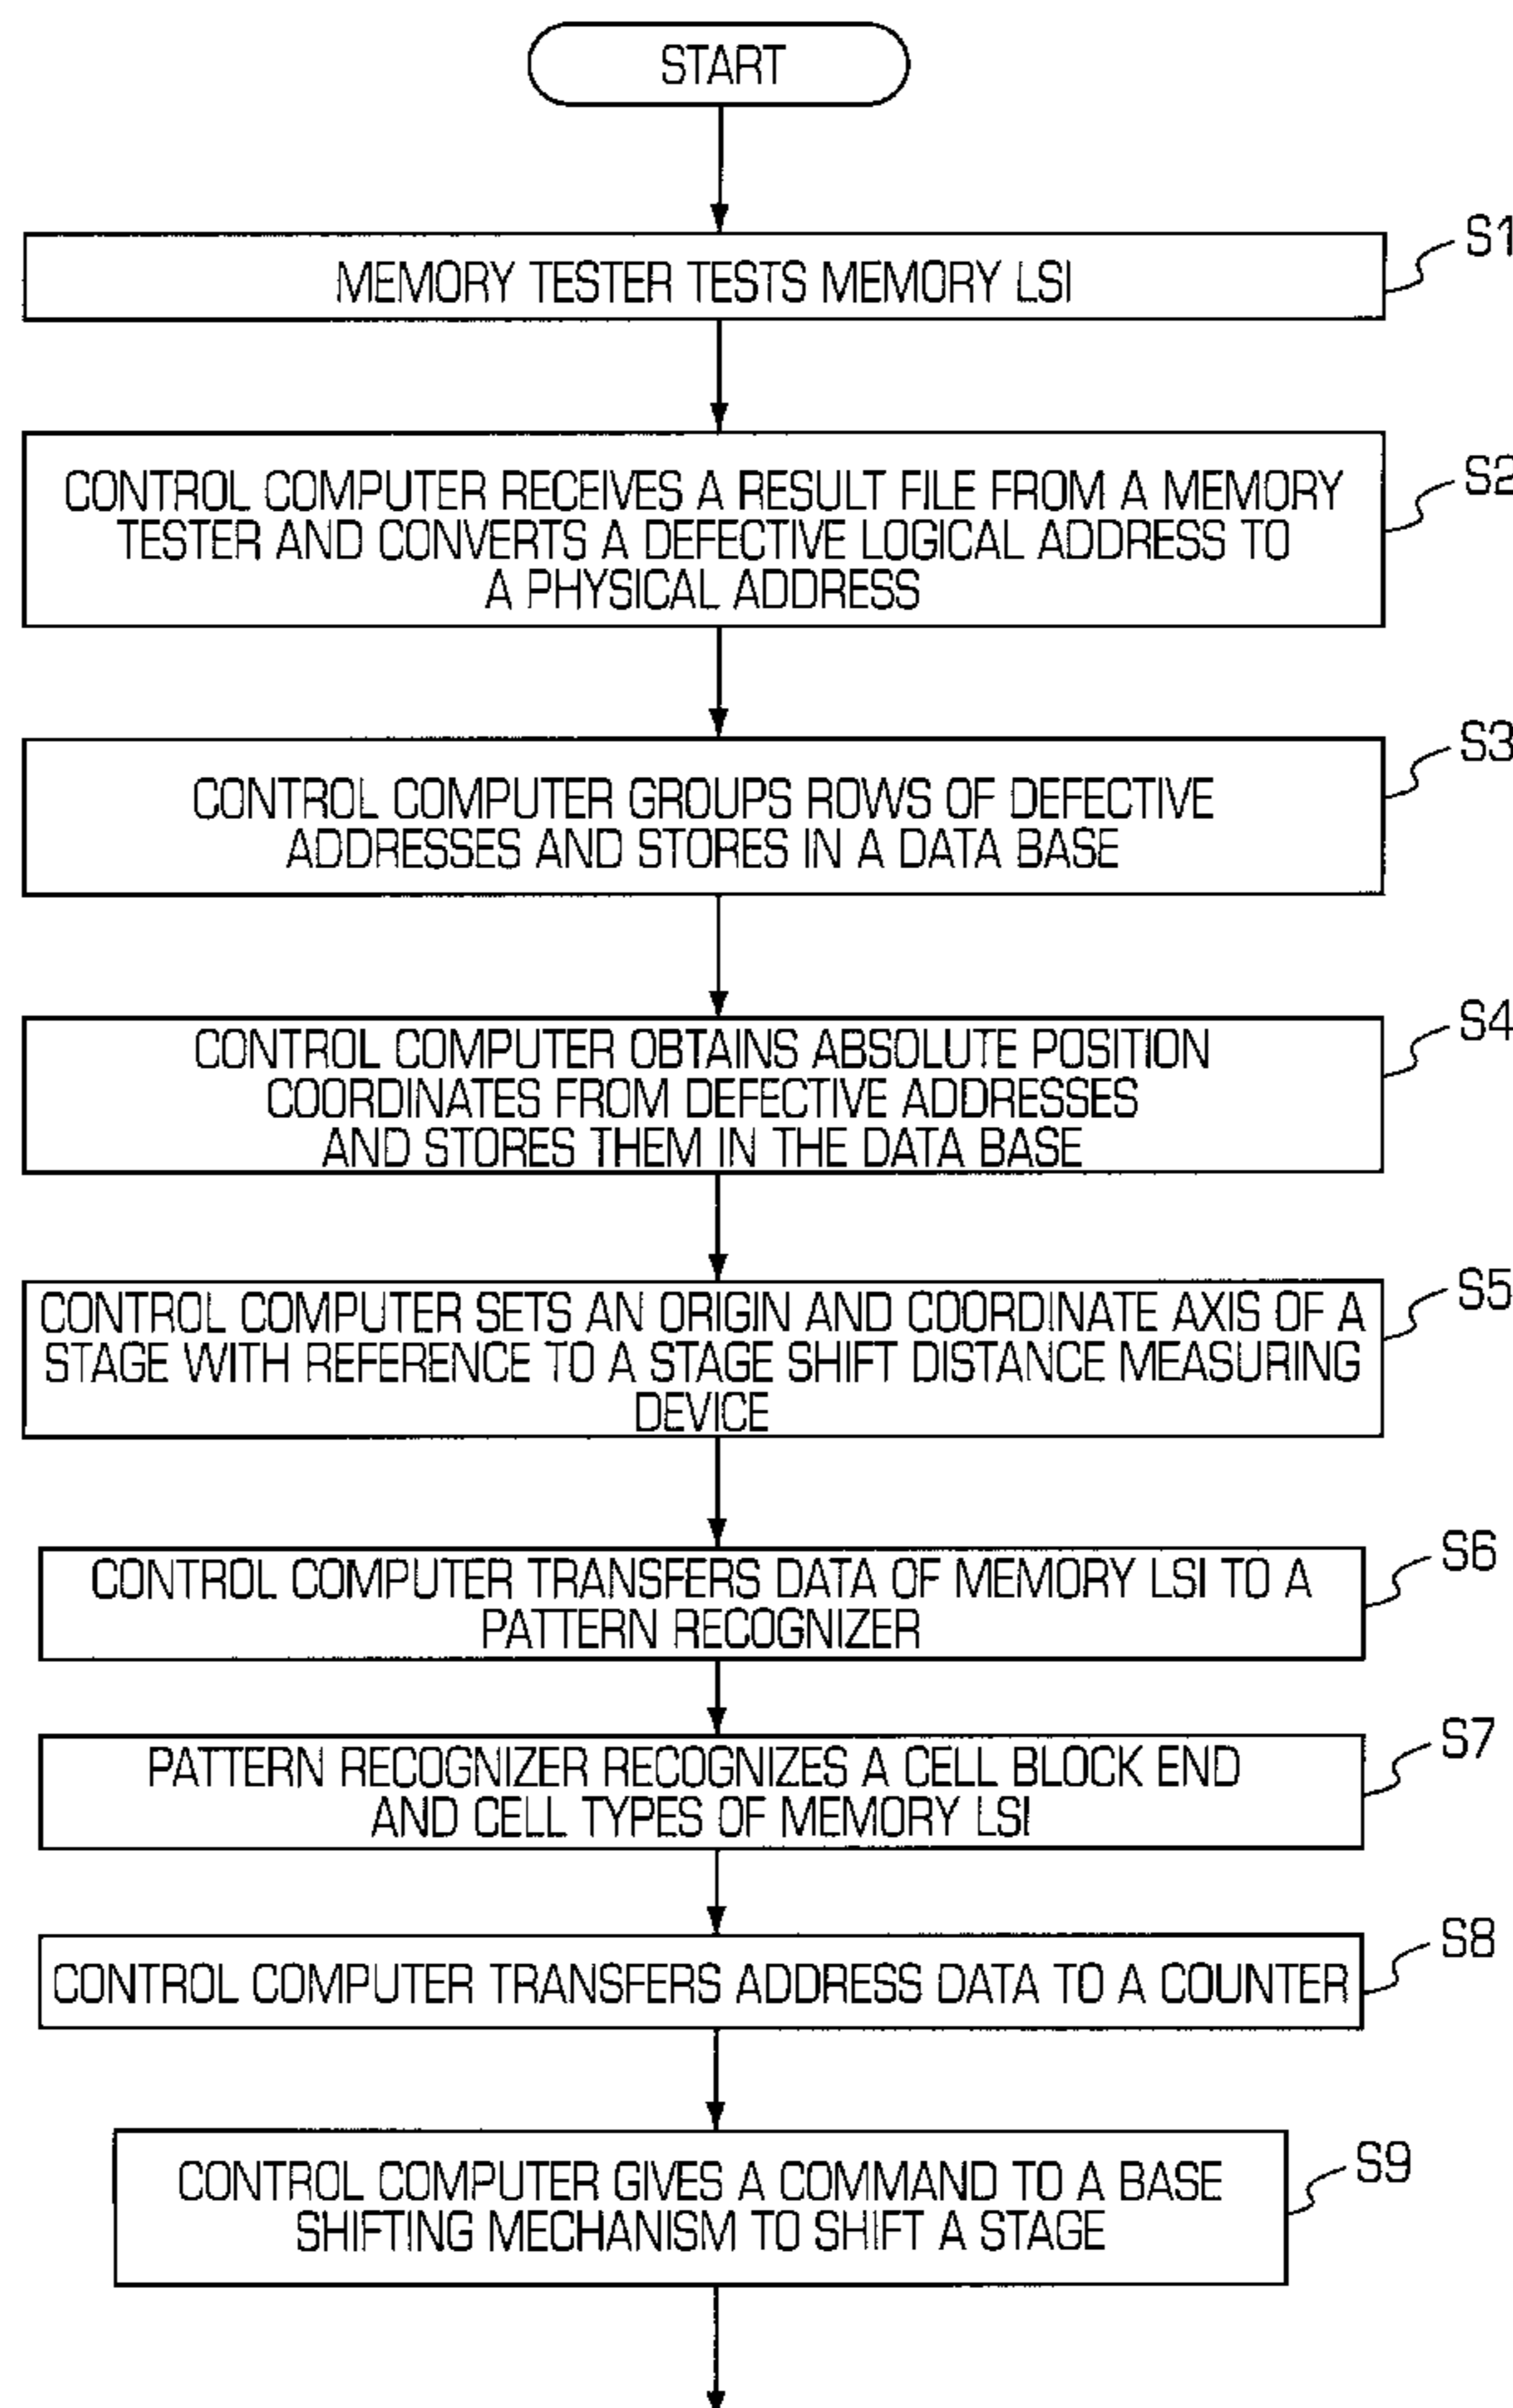 START
S1
MEMORY TESTER TESTS MEMORY LSI
S2
CONTROL COMPUTER RECEIVES A RESULT FILE FROM A MEMORY
TESTER AND CONVERTS A DEFECTIVE LOGICAL ADDRESS TO
A PHYSICAL ADDRESS
S3
CONTROL COMPUTER GROUPS ROWS OF DEFECTIVE
ADDRESSES AND STORES IN A DATA BASE
S4
CONTROL COMPUTER OBTAINS ABSOLUTE POSITION
COORDINATES FROM DEFECTIVE ADDRESSES
AND STORES THEM IN THE DATA BASE
S5
CONTROL COMPUTER SETS AN ORIGIN AND COORDINATE AXIS OF A
STAGE WITH REFERENCE TO A STAGE SHIFT DISTANCE MEASURING
DEVICE
S6
CONTROL COMPUTER TRANSFERS DATA OF MEMORY LSI TO A
PATTERN RECOGNIZER
S7
PATTERN RECOGNIZER RECOGNIZES A CELL BLOCK END
AND CELL TYPES OF MEMORY LSI
S8
CONTROL COMPUTER TRANSFERS ADDRESS DATA TO A COUNTER
S9
CONTROL COMPUTER GIVES A COMMAND TO A BASE
SHIFTING MECHANISM TO SHIFT A STAGE